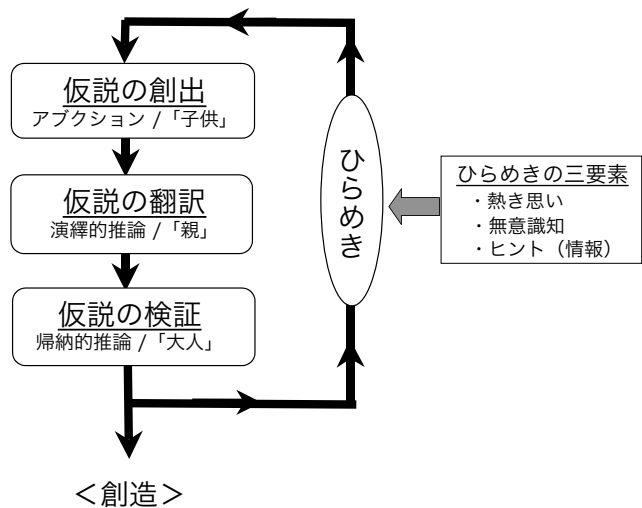 仮説の創出
アブクション /「子供」
仮説の翻訳
演繹的推論 /「親」
仮説の検証
帰納的推論 /「大人」
<創造>
ひらめき
ひらめきの三要素
・熱き思い
・無意識知
・ヒント（情報）